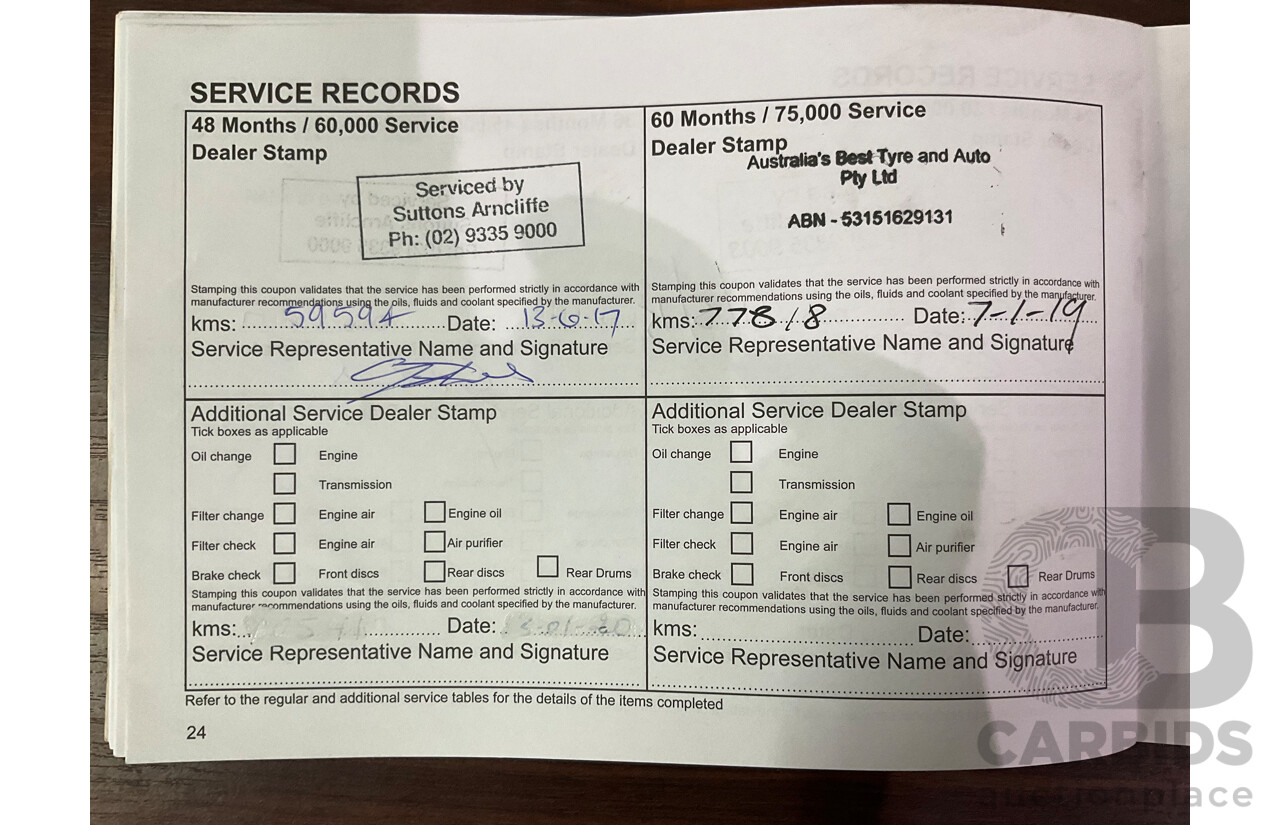 SERVICE RECORDS
48 Months / 60,000 Service
Dealer Stamp
Serviced by
Suttons Arncliffe
Ph: (02) 9335 9000
Stamping this coupon validates that the service has been performed strictly in accordance with
manufacturer recommendations using the oils, fluids and coolant specified by the manufacturer.
kms: 59594 Date: 13-6-17
Service Representative Name and Signature
60 Months / 75,000 Service
Dealer Stamp
Australia's Best Tyre and Auto
Pty Ltd
ABN - 53151629131
Stamping this coupon validates that the service has been performed strictly in accordance with
manufacturer recommendations using the oils, fluids and coolant specified by the manufacturer.
kms: 77818 Date: 7-1-19
Service Representative Name and Signature
Additional Service Dealer Stamp
Tick boxes as applicable
Oil change Engine
Transmission
Filter change Engine air Engine oil
Filter check Engine air Air purifier
Brake check Front discs Rear discs Rear Drums
Stamping this coupon validates that the service has been performed strictly in accordance with
manufacturer recommendations using the oils, fluids and coolant specified by the manufacturer.
kms: Date:
Service Representative Name and Signature
Additional Service Dealer Stamp
Tick boxes as applicable
Oil change Engine
Transmission
Filter change Engine air Engine oil
Filter check Engine air Air purifier
Brake check Front discs Rear discs Rear Drums
Stamping this coupon validates that the service has been performed strictly in accordance with
manufacturer recommendations using the oils, fluids and coolant specified by the manufacturer.
kms: Date:
Service Representative Name and Signature
Refer to the regular and additional service tables for the details of the items completed
24
CARBIDS
auctionplace